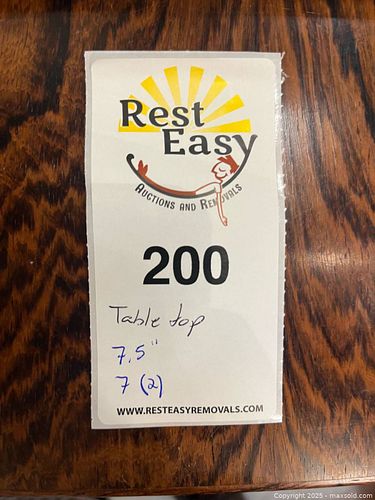 Rest
Easy
AUCTIONS AND REMOVALS
200
Table top
7,5"
7 (2)
WWW.RESTEASYREMOVALS.COM
Copyright 2025 - maxsold.com